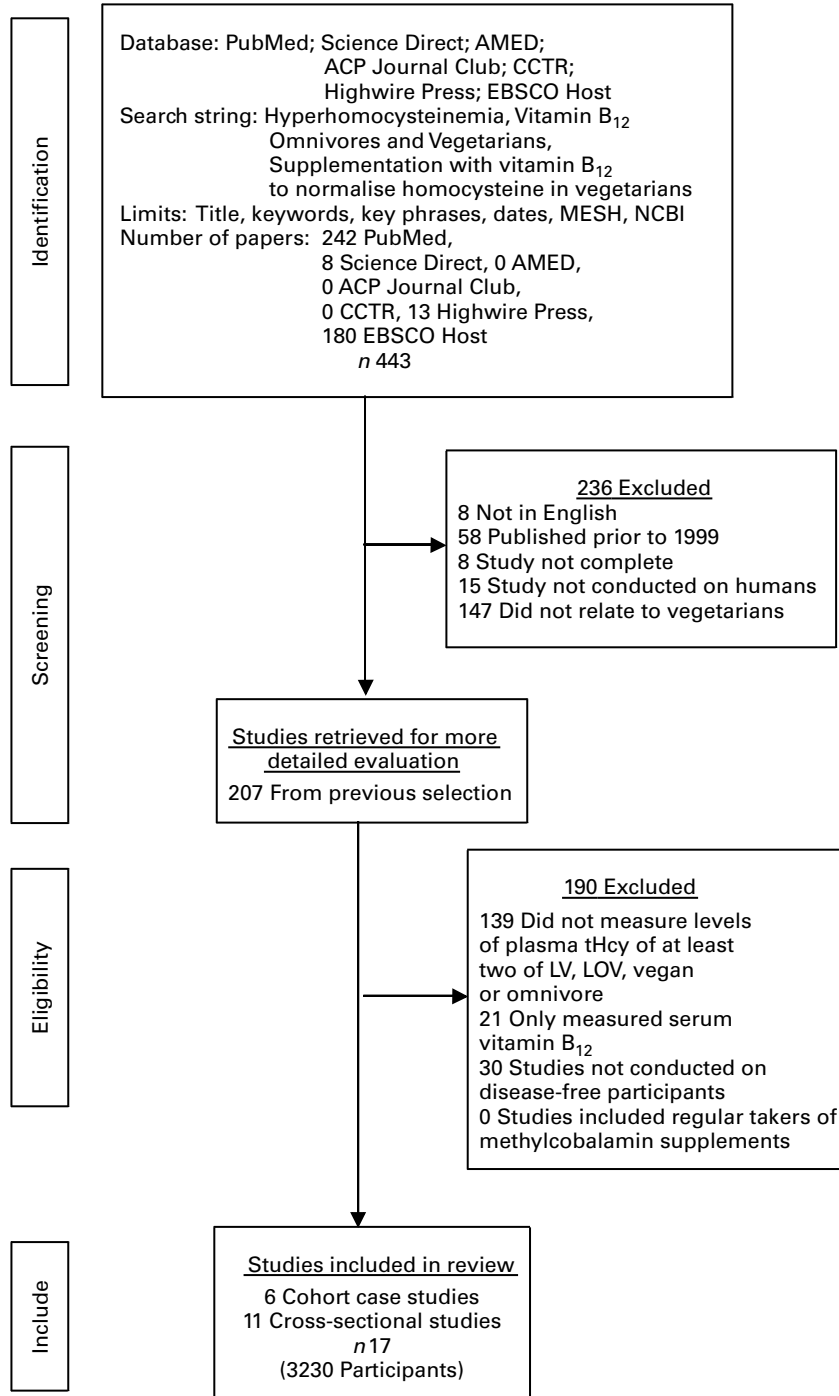 Identification
Database: PubMed; Science Direct; AMED;
ACP Journal Club; CCTR;
Highwire Press; EBSCO Host
Search string: Hyperhomocysteinemia, Vitamin B12
Omnivores and Vegetarians,
Supplementation with vitamin B12
to normalise homocysteine in vegetarians
Limits: Title, keywords, key phrases, dates, MESH, NCBI
Number of papers: 242 PubMed,
8 Science Direct, 0 AMED,
0 ACP Journal Club,
0 CCTR, 13 Highwire Press,
180 EBSCO Host
n 443
Screening
236 Excluded
8 Not in English
58 Published prior to 1999
8 Study not complete
15 Study not conducted on humans
147 Did not relate to vegetarians
Studies retrieved for more
detailed evaluation
207 From previous selection
Eligibility
190 Excluded
139 Did not measure levels
of plasma tHcy of at least
two of LV, LOV, vegan
or omnivore
21 Only measured serum
vitamin B12
30 Studies not conducted on
disease-free participants
0 Studies included regular takers of
methylcobalamin supplements
Include
Studies included in review
6 Cohort case studies
11 Cross-sectional studies
n 17
(3230 Participants)